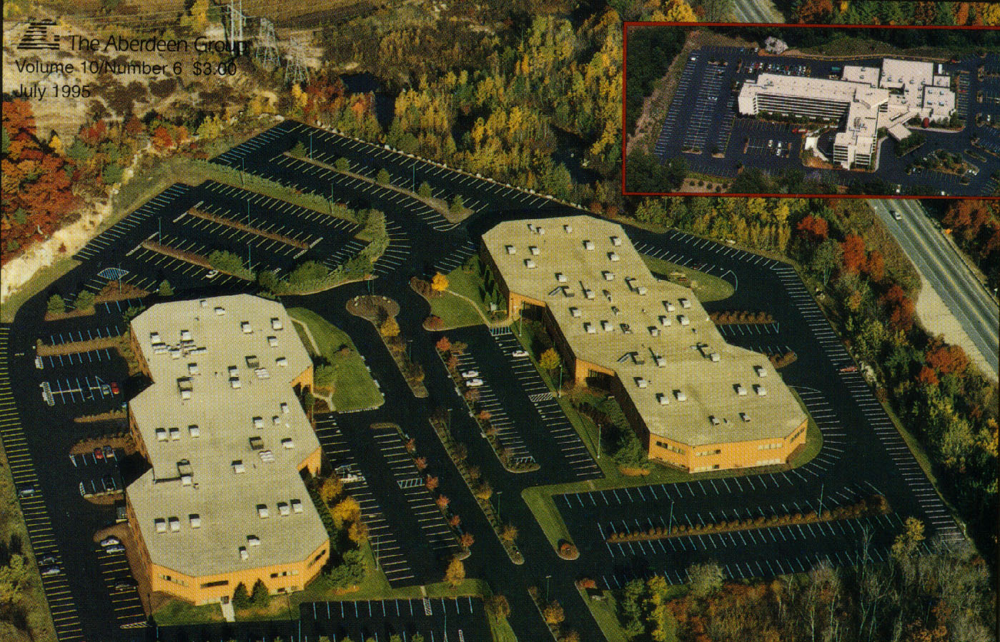 The Aberdeen Group
Volume 10/Number 6 $3.00
July 1995